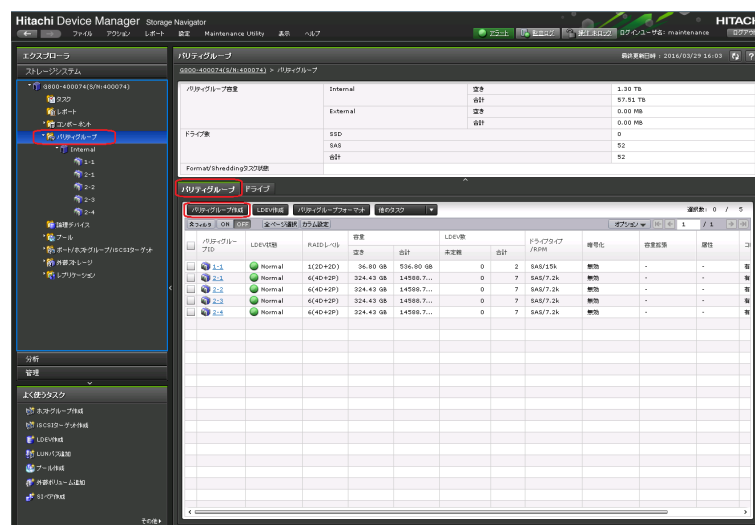 Hitachi Device Manager Storage Navigator
HITACHI
ファイル アクション レポート 設定 Maintenance Utility 表示 ヘルプ
ログインユーザ名: maintenance
エクスプローラ
ストレージシステム
G800-400074(S/N:400074)
タスク
レポート
コンポーネント
パリティグループ
Internal
1-1
2-1
2-2
2-3
2-4
論理デバイス
プール
ポート/ホストグループ/iSCSIターゲット
外部ストレージ
レプリケーション
分析
管理
よく使うタスク
ホストグループ作成
iSCSIターゲット作成
LDEV作成
LUNパス追加
プール作成
外部ボリューム追加
SIペア作成
その他
パリティグループ
最終更新日時 : 2016/03/29 16:03
G800-400074(S/N:400074) > パリティグループ
パリティグループ容量 Internal 空き 1.30 TB
合計 57.51 TB
External 空き 0.00 MB
合計 0.00 MB
ドライブ数 SSD 0
SAS 52
合計 52
Format/Shreddingタスク状態
パリティグループ ドライブ
パリティグループ作成 LDEV作成 パリティグループフォーマット 他のタスク 選択数: 0 / 5
フィルタ ON OFF 全ページ選択 カラム設定 オプション 1 / 1
パリティグループID LDEV状態 RAIDレベル 容量 空き 合計 LDEV数 未定義 合計 ドライブタイプ/RPM 暗号化 容量拡張 属性 コ
1-1 Normal 1(2D+2D) 36.80 GB 536.80 GB 0 2 SAS/15k 無効 - - 有
2-1 Normal 6(4D+2P) 324.43 GB 14588.7... 0 7 SAS/7.2k 無効 - - 有
2-2 Normal 6(4D+2P) 324.43 GB 14588.7... 0 7 SAS/7.2k 無効 - - 有
2-3 Normal 6(4D+2P) 324.43 GB 14588.7... 0 7 SAS/7.2k 無効 - - 有
2-4 Normal 6(4D+2P) 324.43 GB 14588.7... 0 7 SAS/7.2k 無効 - - 有